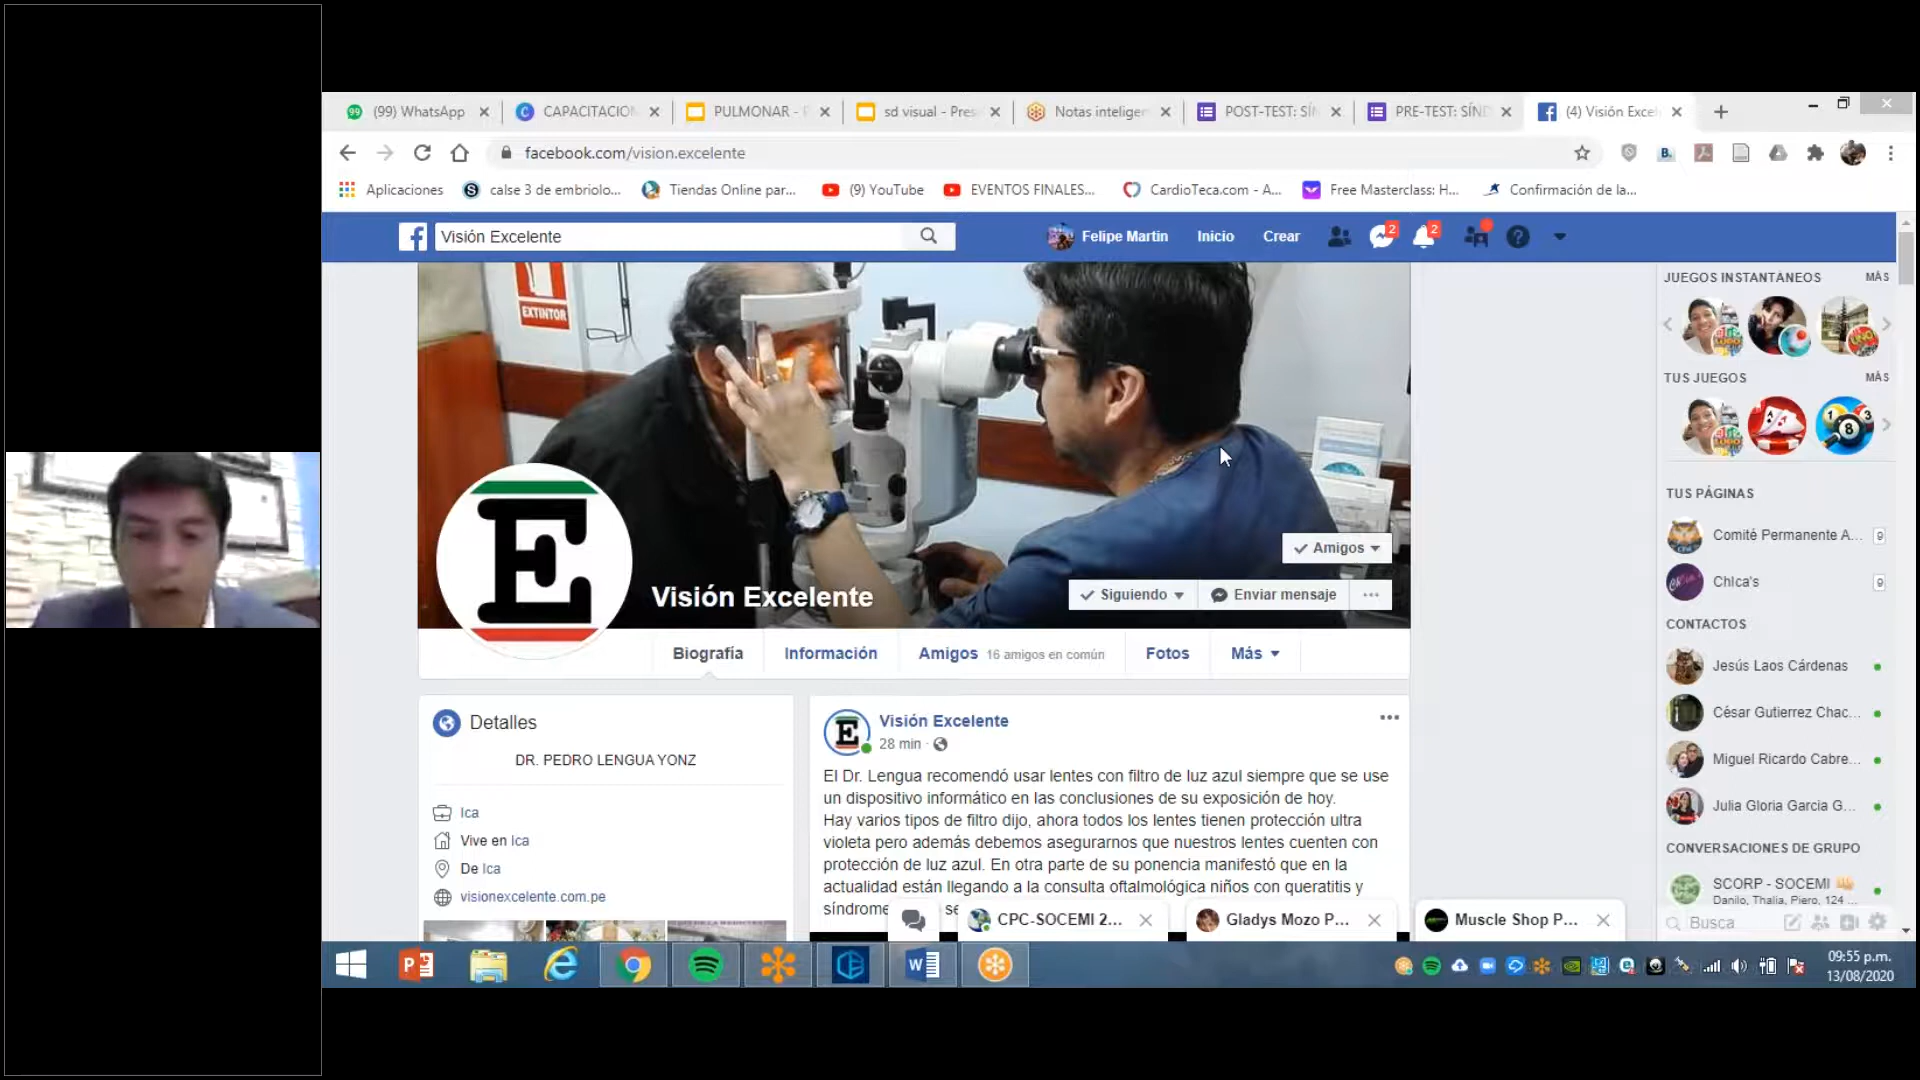 (99) WhatsApp
CAPACITACION
PULMONAR - P
sd visual - Pres
Notas inteligen
POST-TEST: SÍN
PRE-TEST: SÍND
(4) Visión Excel
facebook.com/vision.excelente
Aplicaciones
calse 3 de embriolo...
Tiendas Online par...
(9) YouTube
EVENTOS FINALES...
CardioTeca.com - A...
Free Masterclass: H...
Confirmación de la...
Visión Excelente
Felipe Martin
Inicio
Crear
2
2
EXTINTOR
E
Visión Excelente
Amigos
Siguiendo
Enviar mensaje
Biografía
Información
Amigos 16 amigos en común
Fotos
Más
Detalles
DR. PEDRO LENGUA YONZ
Ica
Vive en Ica
De Ica
visionexcelente.com.pe
Visión Excelente
28 min
El Dr. Lengua recomendó usar lentes con filtro de luz azul siempre que se use
un dispositivo informático en las conclusiones de su exposición de hoy.
Hay varios tipos de filtro dijo, ahora todos los lentes tienen protección ultra
violeta pero además debemos asegurarnos que nuestros lentes cuenten con
protección de luz azul. En otra parte de su ponencia manifestó que en la
actualidad están llegando a la consulta oftalmológica niños con queratitis y
síndrome
JUEGOS INSTANTÁNEOS MÁS
TUS JUEGOS MÁS
TUS PÁGINAS
Comité Permanente A... 9
ChIca's 9
CONTACTOS
Jesús Laos Cárdenas
César Gutierrez Chac...
Miguel Ricardo Cabre...
Julia Gloria Garcia G...
CONVERSACIONES DE GRUPO
SCORP - SOCEMI
Danilo, Thalia, Piero, 124 ...
Busca
CPC-SOCEMI 2...
Gladys Mozo P...
Muscle Shop P...
09:55 p.m.
13/08/2020